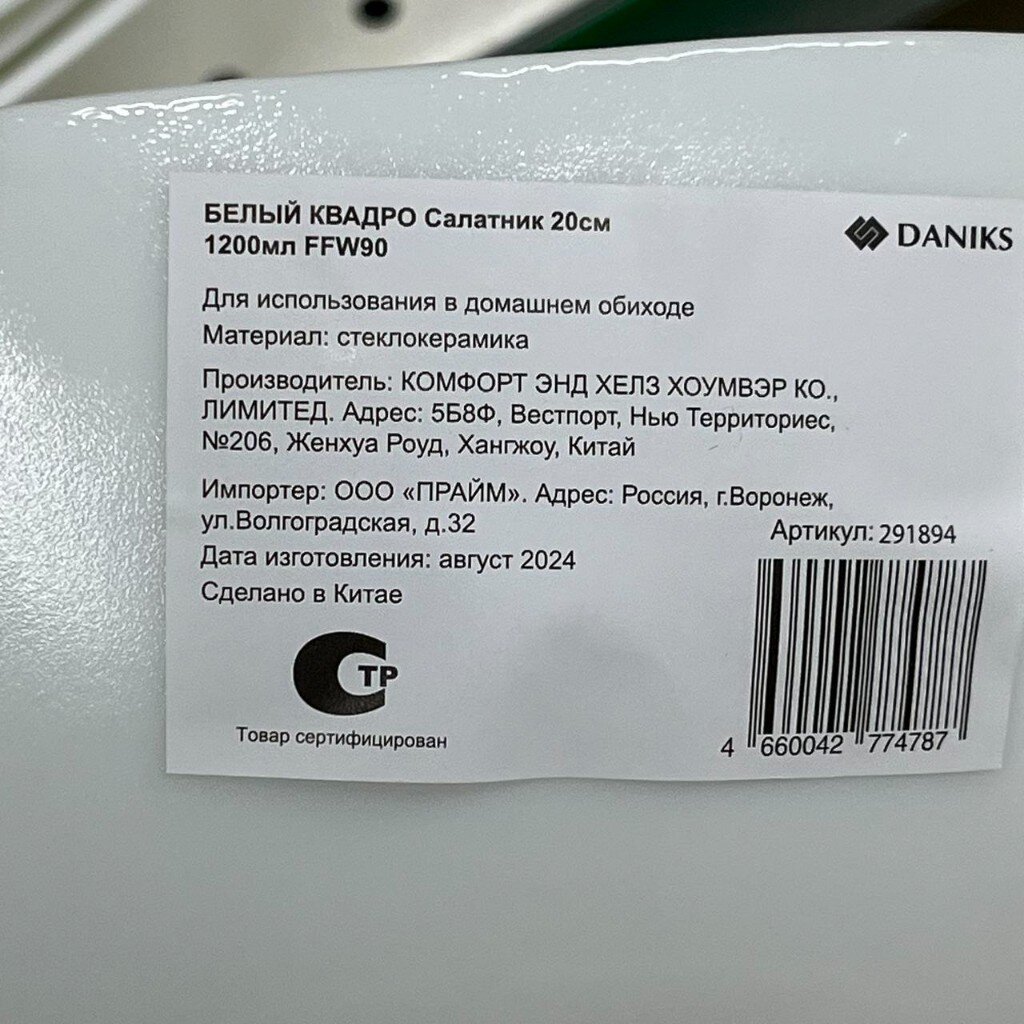 БЕЛЫЙ КВАДРО Салатник 20см
1200мл FFW90
DANIKS
Для использования в домашнем обиходе
Материал: стеклокерамика
Производитель: КОМФОРТ ЭНД ХЕЛЗ ХОУМВЭР КО.,
ЛИМИТЕД. Адрес: 5Б8Ф, Вестпорт, Нью Территориес,
№206, Женхуа Роуд, Хангжоу, Китай
Импортер: ООО «ПРАЙМ». Адрес: Россия, г.Воронеж,
ул.Волгоградская, д.32
Артикул: 291894
Дата изготовления: август 2024
Сделано в Китае
СТР
Товар сертифицирован
4 660042 774787